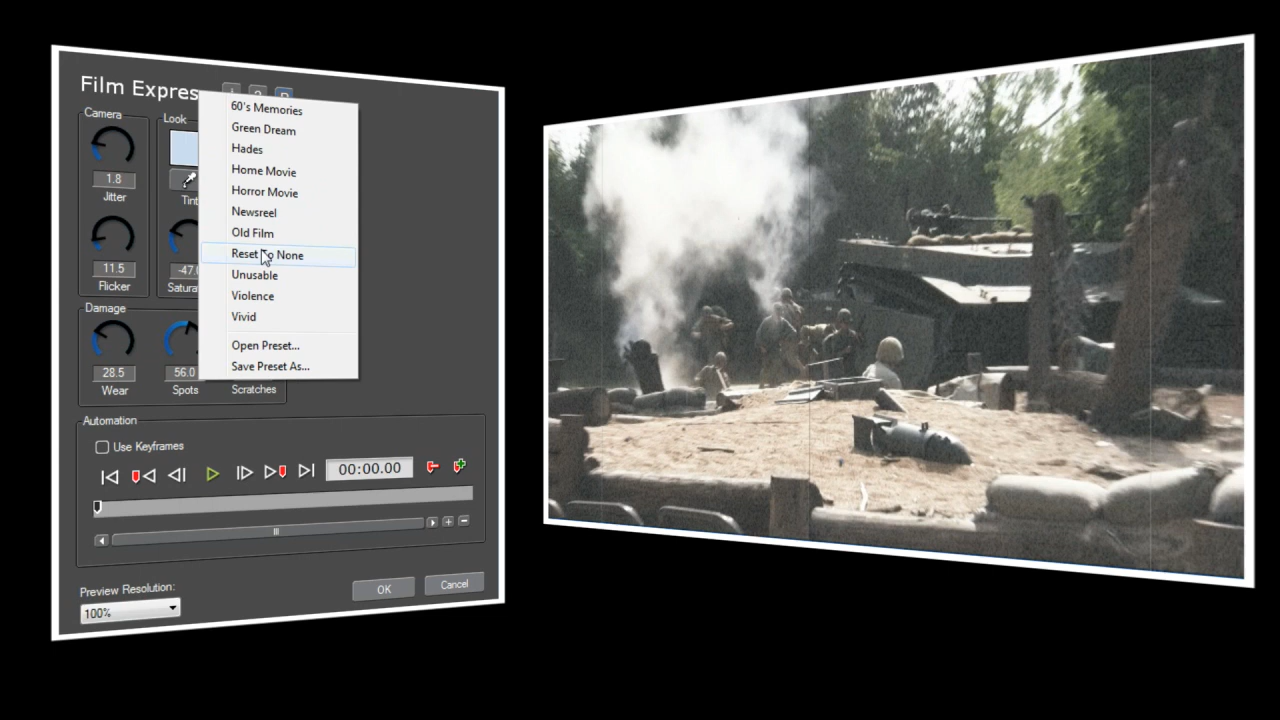 Film Expres
Camera
Look
1.8
Jitter
Tint
11.5
Flicker
-47.
Satura
Damage
28.5
Wear
56.0
Spots
Scratches
60's Memories
Green Dream
Hades
Home Movie
Horror Movie
Newsreel
Old Film
Reset To None
Unusable
Violence
Vivid
Open Preset...
Save Preset As...
Automation
Use Keyframes
00:00.00
Preview Resolution:
100%
OK
Cancel